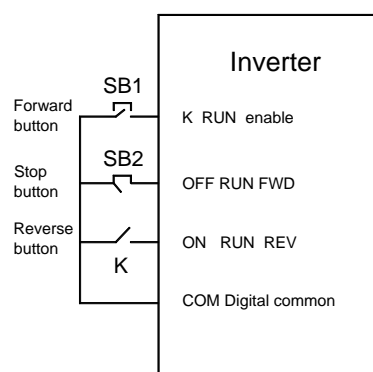 Inverter
SB1
Forward
button
K RUN enable
SB2
Stop
button
OFF RUN FWD
Reverse
button
ON RUN REV
K
COM Digital common